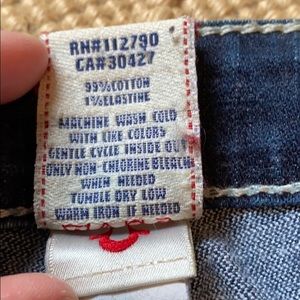 RN#112790
CA#30427
99%COTTON
1%ELASTINE
MACHINE WASH COLD
WITH LIKE COLORS
GENTLE CYCLE INSIDE OUT
ONLY NON-CHLORINE BLEACH
WHEN NEEDED
TUMBLE DRY LOW
WARM IRON IF NEEDED